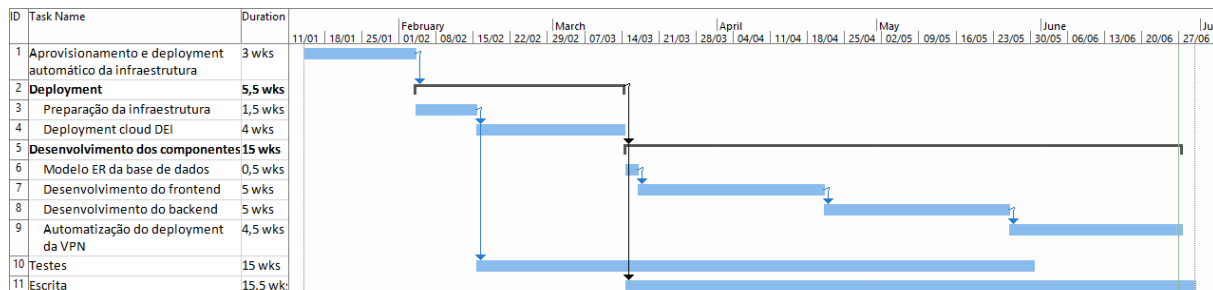 ID Task Name Duration
February March April May June Ju
11/01 18/01 25/01 01/02 08/02 15/02 22/02 29/02 07/03 14/03 21/03 28/03 04/04 11/04 18/04 25/04 02/05 09/05 16/05 23/05 30/05 06/06 13/06 20/06 27/06
1 Aprovisionamento e deployment 3 wks
automático da infraestrutura
2 Deployment 5,5 wks
3 Preparação da infraestrutura 1,5 wks
4 Deployment cloud DEI 4 wks
5 Desenvolvimento dos componentes 15 wks
6 Modelo ER da base de dados 0,5 wks
7 Desenvolvimento do frontend 5 wks
8 Desenvolvimento do backend 5 wks
9 Automatização do deployment 4,5 wks
da VPN
10 Testes 15 wks
11 Escrita 15,5 wks